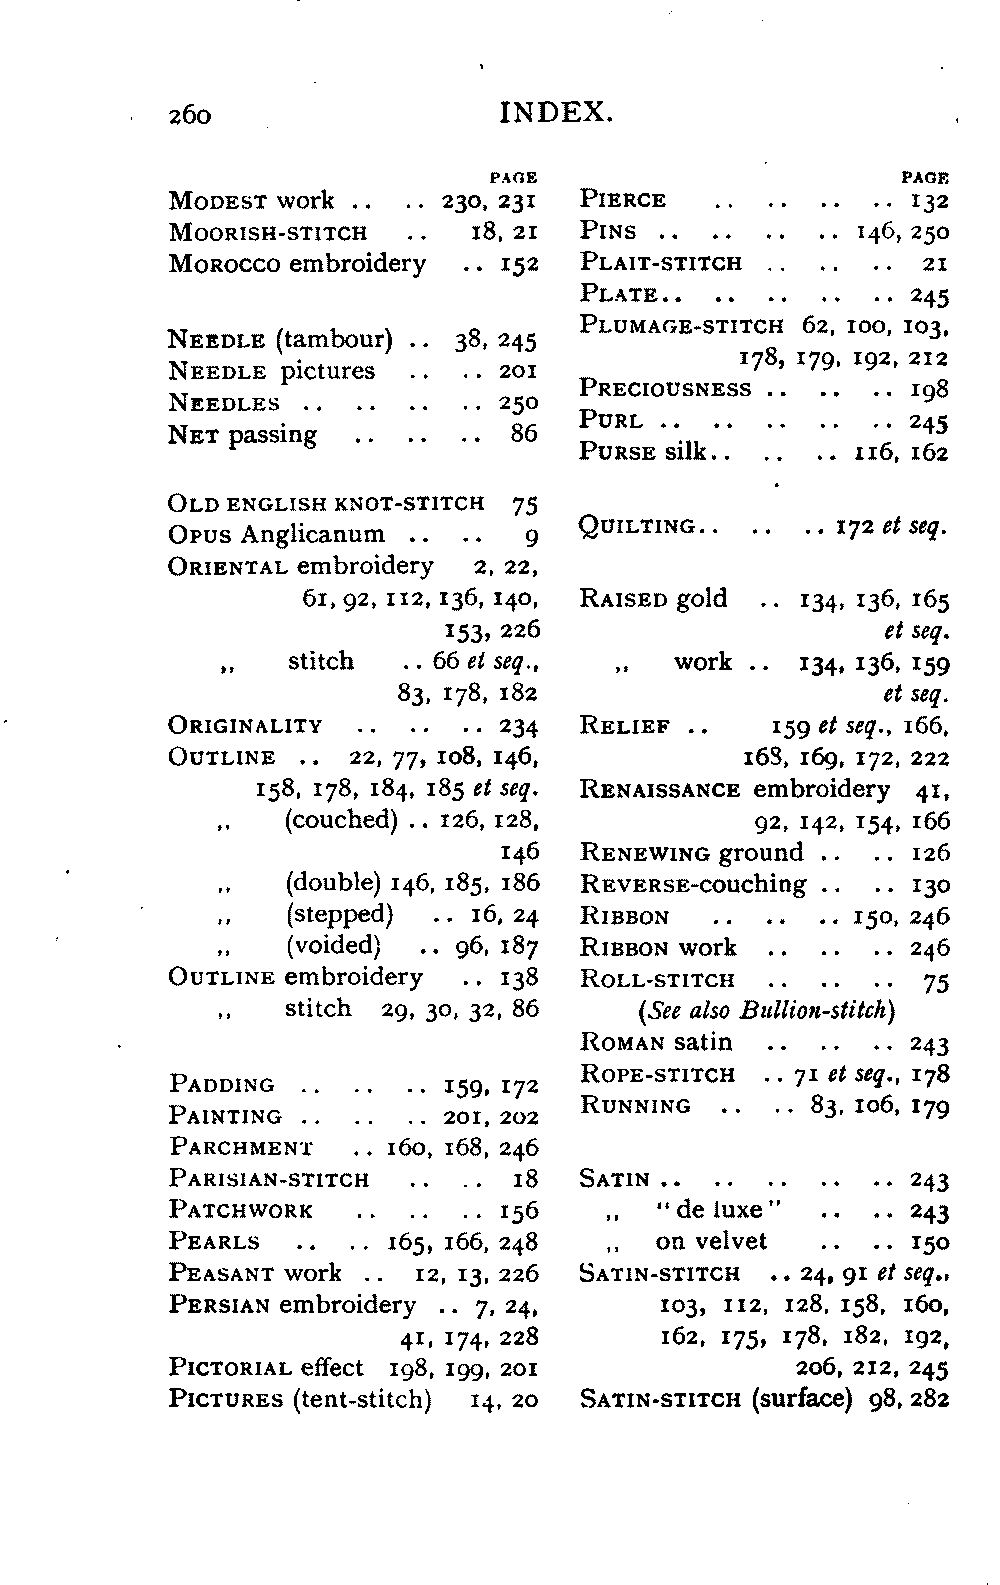 260 INDEX.
PAGE
MODEST work .. .. 230, 231
MOORISH-STITCH .. 18, 21
MOROCCO embroidery .. 152
NEEDLE (tambour) .. 38, 245
NEEDLE pictures .. .. 201
NEEDLES .. .. .. .. 250
NET passing .. .. .. 86
OLD ENGLISH KNOT-STITCH 75
OPUS Anglicanum .. .. 9
ORIENTAL embroidery 2, 22,
61, 92, 112, 136, 140,
153, 226
„ stitch .. 66 et seq.,
83, 178, 182
ORIGINALITY .. .. .. 234
OUTLINE .. 22, 77, 108, 146,
158, 178, 184, 185 et seq.
„ (couched) .. 126, 128,
146
„ (double) 146, 185, 186
„ (stepped) .. 16, 24
„ (voided) .. 96, 187
OUTLINE embroidery .. 138
„ stitch 29, 30, 32, 86
PADDING .. .. .. 159, 172
PAINTING .. .. .. 201, 202
PARCHMENT .. 160, 168, 246
PARISIAN-STITCH .. .. 18
PATCHWORK .. .. .. 156
PEARLS .. .. 165, 166, 248
PEASANT work .. 12, 13, 226
PERSIAN embroidery .. 7, 24,
41, 174, 228
PICTORIAL effect 198, 199, 201
PICTURES (tent-stitch) 14, 20
PAGE
PIERCE .. .. .. .. 132
PINS .. .. .. .. 146, 250
PLAIT-STITCH .. .. .. 21
PLATE.. .. .. .. .. 245
PLUMAGE-STITCH 62, 100, 103,
178, 179, 192, 212
PRECIOUSNESS .. .. .. 198
PURL .. .. .. .. .. 245
PURSE silk.. .. .. 116, 162
QUILTING.. .. .. 172 et seq.
RAISED gold .. 134, 136, 165
et seq.
„ work .. 134, 136, 159
et seq.
RELIEF .. 159 et seq., 166,
168, 169, 172, 222
RENAISSANCE embroidery 41,
92, 142, 154, 166
RENEWING ground .. .. 126
REVERSE-couching .. .. 130
RIBBON .. .. .. 150, 246
RIBBON work .. .. .. 246
ROLL-STITCH .. .. .. 75
(See also Bullion-stitch)
ROMAN satin .. .. .. 243
ROPE-STITCH .. 71 et seq., 178
RUNNING .. .. 83, 106, 179
SATIN .. .. .. .. .. 243
„ "de luxe" .. .. 243
„ on velvet .. .. 150
SATIN-STITCH .. 24, 91 et seq.,
103, 112, 128, 158, 160,
162, 175, 178, 182, 192,
206, 212, 245
SATIN-STITCH (surface) 98, 282